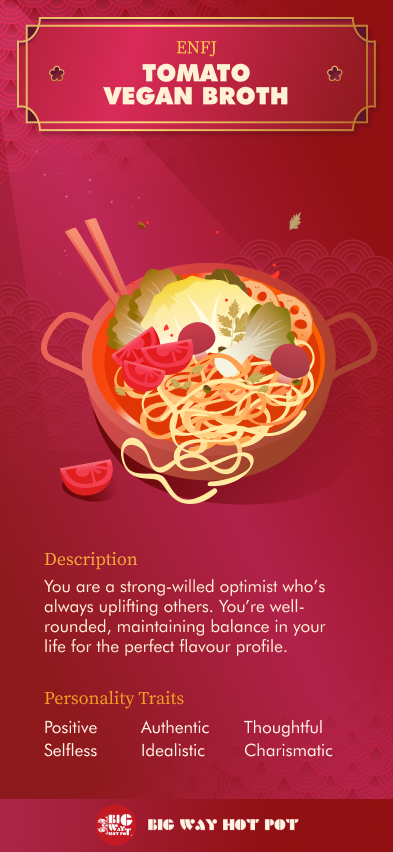 ENFJ
TOMATO
VEGAN BROTH
Description
You are a strong-willed optimist who's
always uplifting others. You're well-
rounded, maintaining balance in your
life for the perfect flavour profile.
Personality Traits
Positive Authentic Thoughtful
Selfless Idealistic Charismatic
BIG
WAY
HOT POT
BIG WAY HOT POT